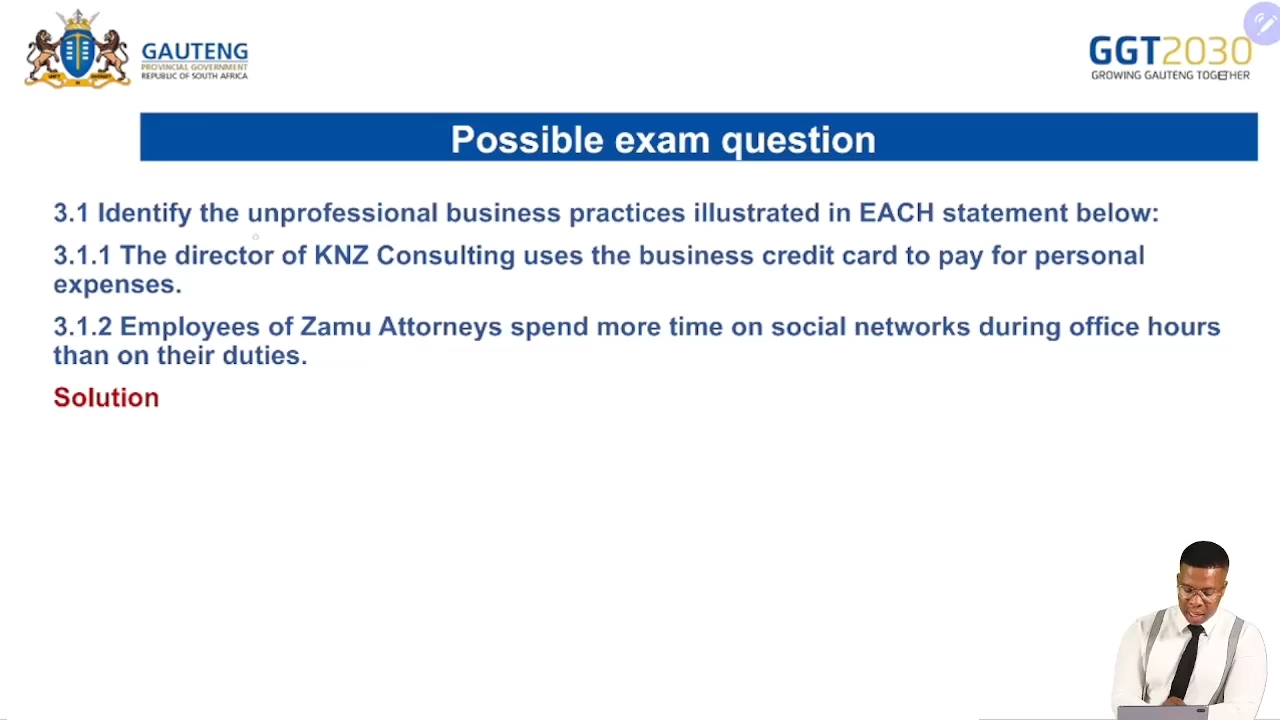 GAUTENG
PROVINCIAL GOVERNMENT
REPUBLIC OF SOUTH AFRICA
GGT2030
GROWING GAUTENG TOGETHER
Possible exam question
3.1 Identify the unprofessional business practices illustrated in EACH statement below:
3.1.1 The director of KNZ Consulting uses the business credit card to pay for personal
expenses.
3.1.2 Employees of Zamu Attorneys spend more time on social networks during office hours
than on their duties.
Solution